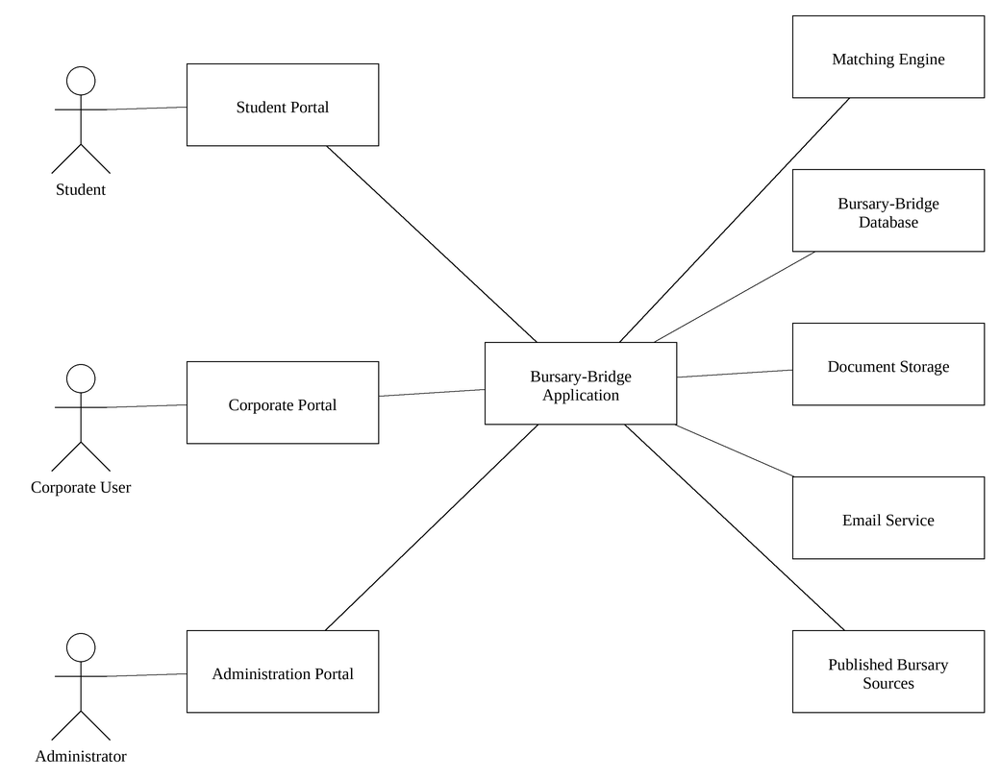 Matching Engine
Student Portal
Student
Bursary-Bridge
Database
Document Storage
Bursary-Bridge
Application
Corporate Portal
Corporate User
Email Service
Administration Portal
Published Bursary
Sources
Administrator